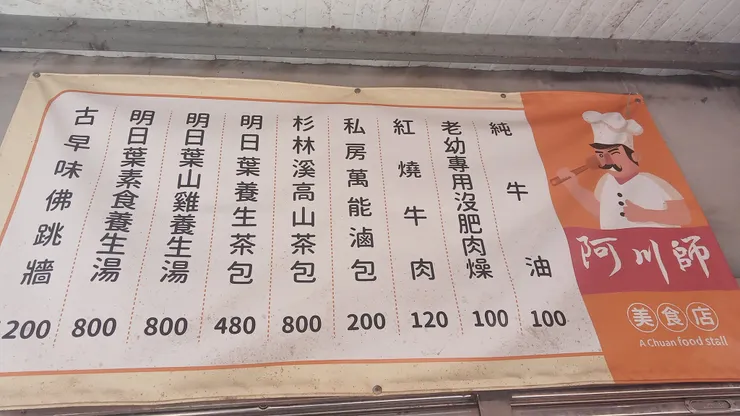 阿川師
美食店
A Chuan food stall
純牛油 100
老幼專用沒肥肉燥 100
紅燒牛肉 120
私房萬能滷包 200
杉林溪高山茶包 800
明日葉養生茶包 480
明日葉山雞養生湯 800
明日葉素食養生湯 800
古早味佛跳牆 200